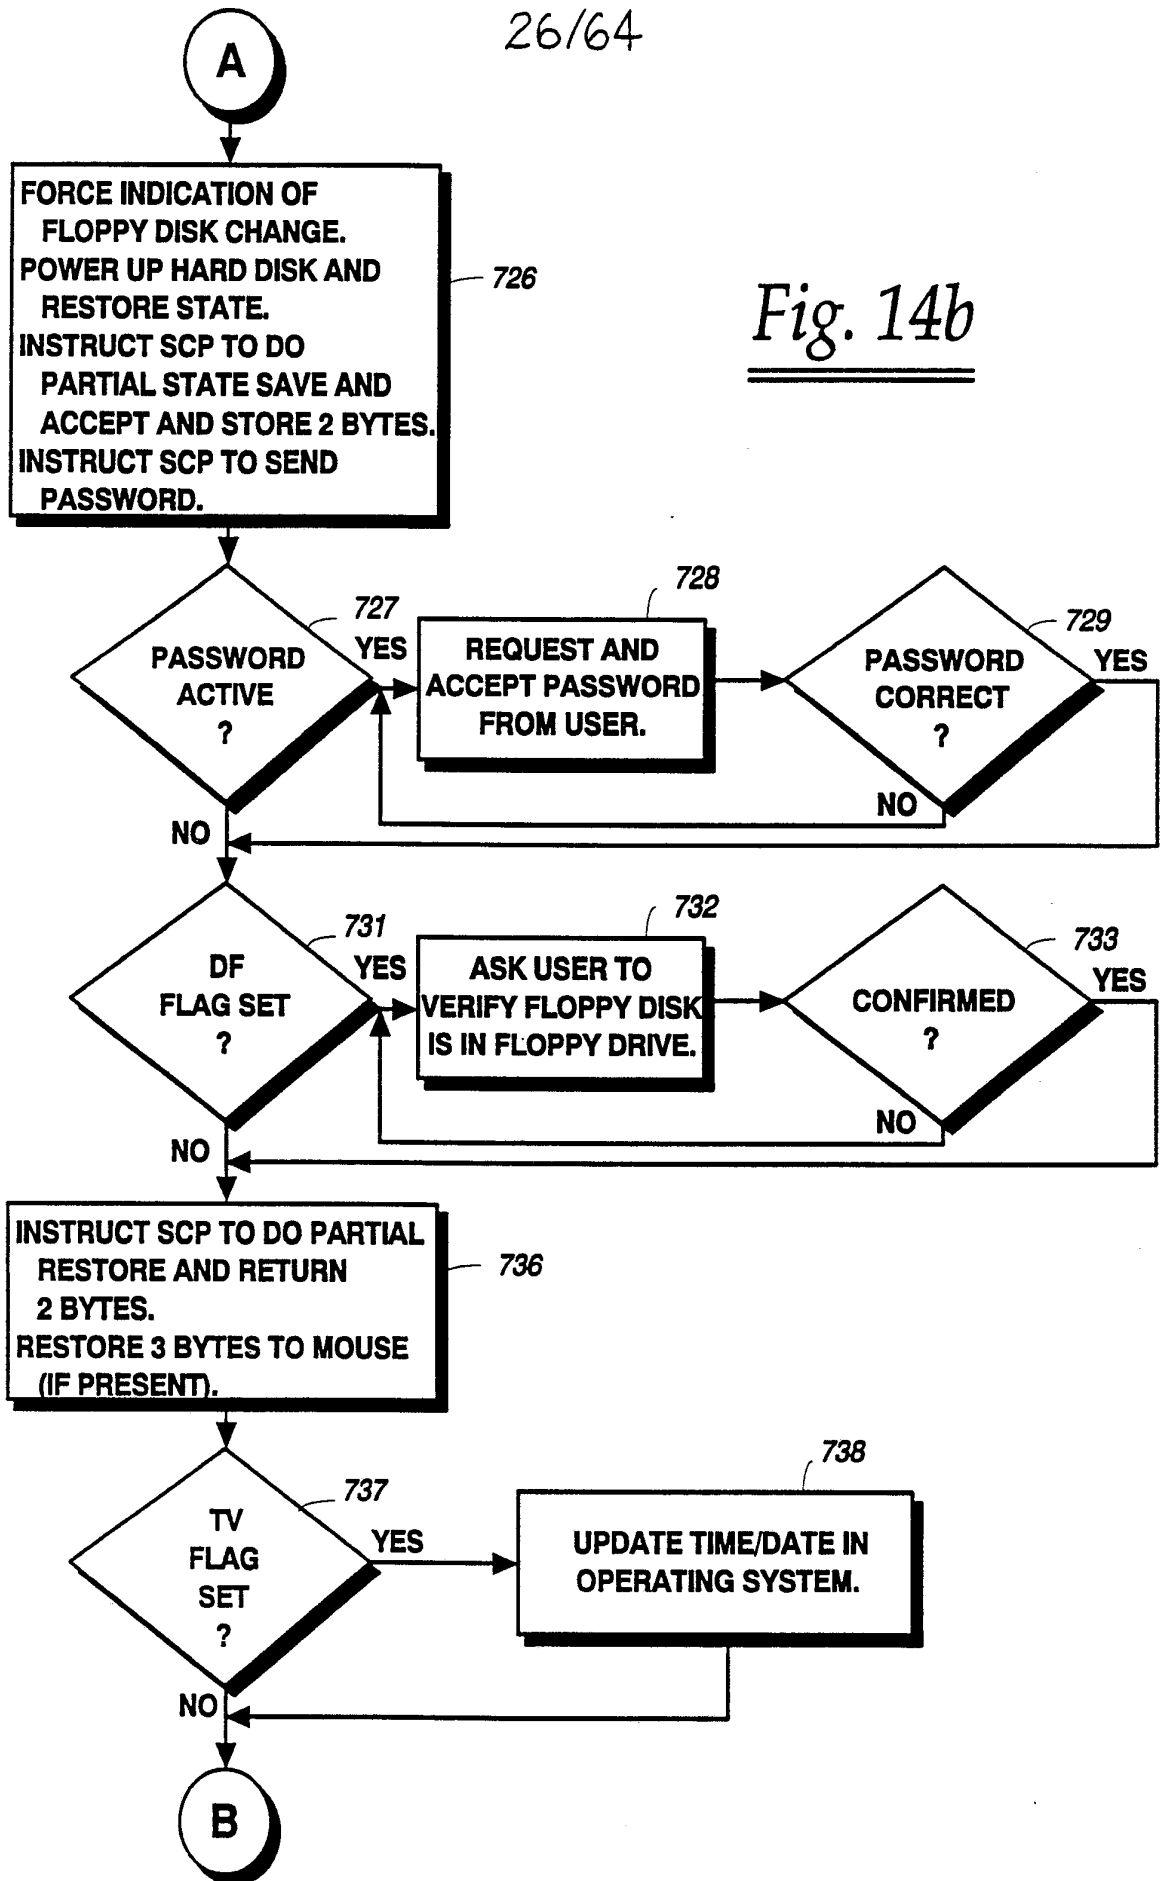 26/64
A
FORCE INDICATION OF
FLOPPY DISK CHANGE.
POWER UP HARD DISK AND
RESTORE STATE.
INSTRUCT SCP TO DO
PARTIAL STATE SAVE AND
ACCEPT AND STORE 2 BYTES.
INSTRUCT SCP TO SEND
PASSWORD.
726
Fig. 14b
727
PASSWORD
ACTIVE
?
YES
NO
728
REQUEST AND
ACCEPT PASSWORD
FROM USER.
729
PASSWORD
CORRECT
?
YES
NO
731
DF
FLAG SET
?
YES
NO
732
ASK USER TO
VERIFY FLOPPY DISK
IS IN FLOPPY DRIVE.
733
CONFIRMED
?
YES
NO
INSTRUCT SCP TO DO PARTIAL
RESTORE AND RETURN
2 BYTES.
RESTORE 3 BYTES TO MOUSE
(IF PRESENT).
736
737
TV
FLAG
SET
?
YES
NO
738
UPDATE TIME/DATE IN
OPERATING SYSTEM.
B